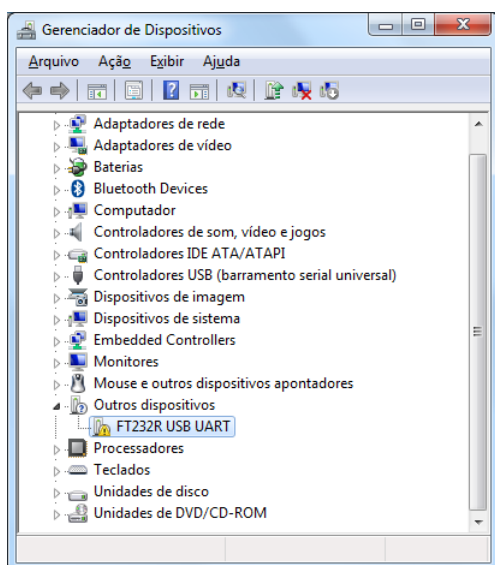 Gerenciador de Dispositivos
Arquivo Ação Exibir Ajuda
Adaptadores de rede
Adaptadores de vídeo
Baterias
Bluetooth Devices
Computador
Controladores de som, vídeo e jogos
Controladores IDE ATA/ATAPI
Controladores USB (barramento serial universal)
Dispositivos de imagem
Dispositivos de sistema
Embedded Controllers
Monitores
Mouse e outros dispositivos apontadores
Outros dispositivos
FT232R USB UART
Processadores
Teclados
Unidades de disco
Unidades de DVD/CD-ROM